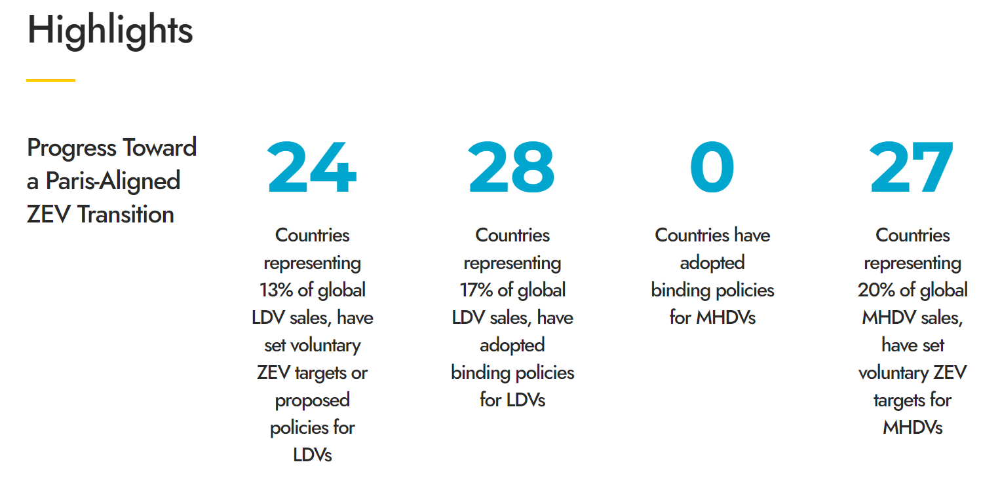 Highlights
Progress Toward
a Paris-Aligned
ZEV Transition
24
Countries
representing
13% of global
LDV sales, have
set voluntary
ZEV targets or
proposed
policies for
LDVs
28
Countries
representing
17% of global
LDV sales, have
adopted
binding policies
for LDVs
0
Countries have
adopted
binding policies
for MHDVs
27
Countries
representing
20% of global
MHDV sales,
have set
voluntary ZEV
targets for
MHDVs